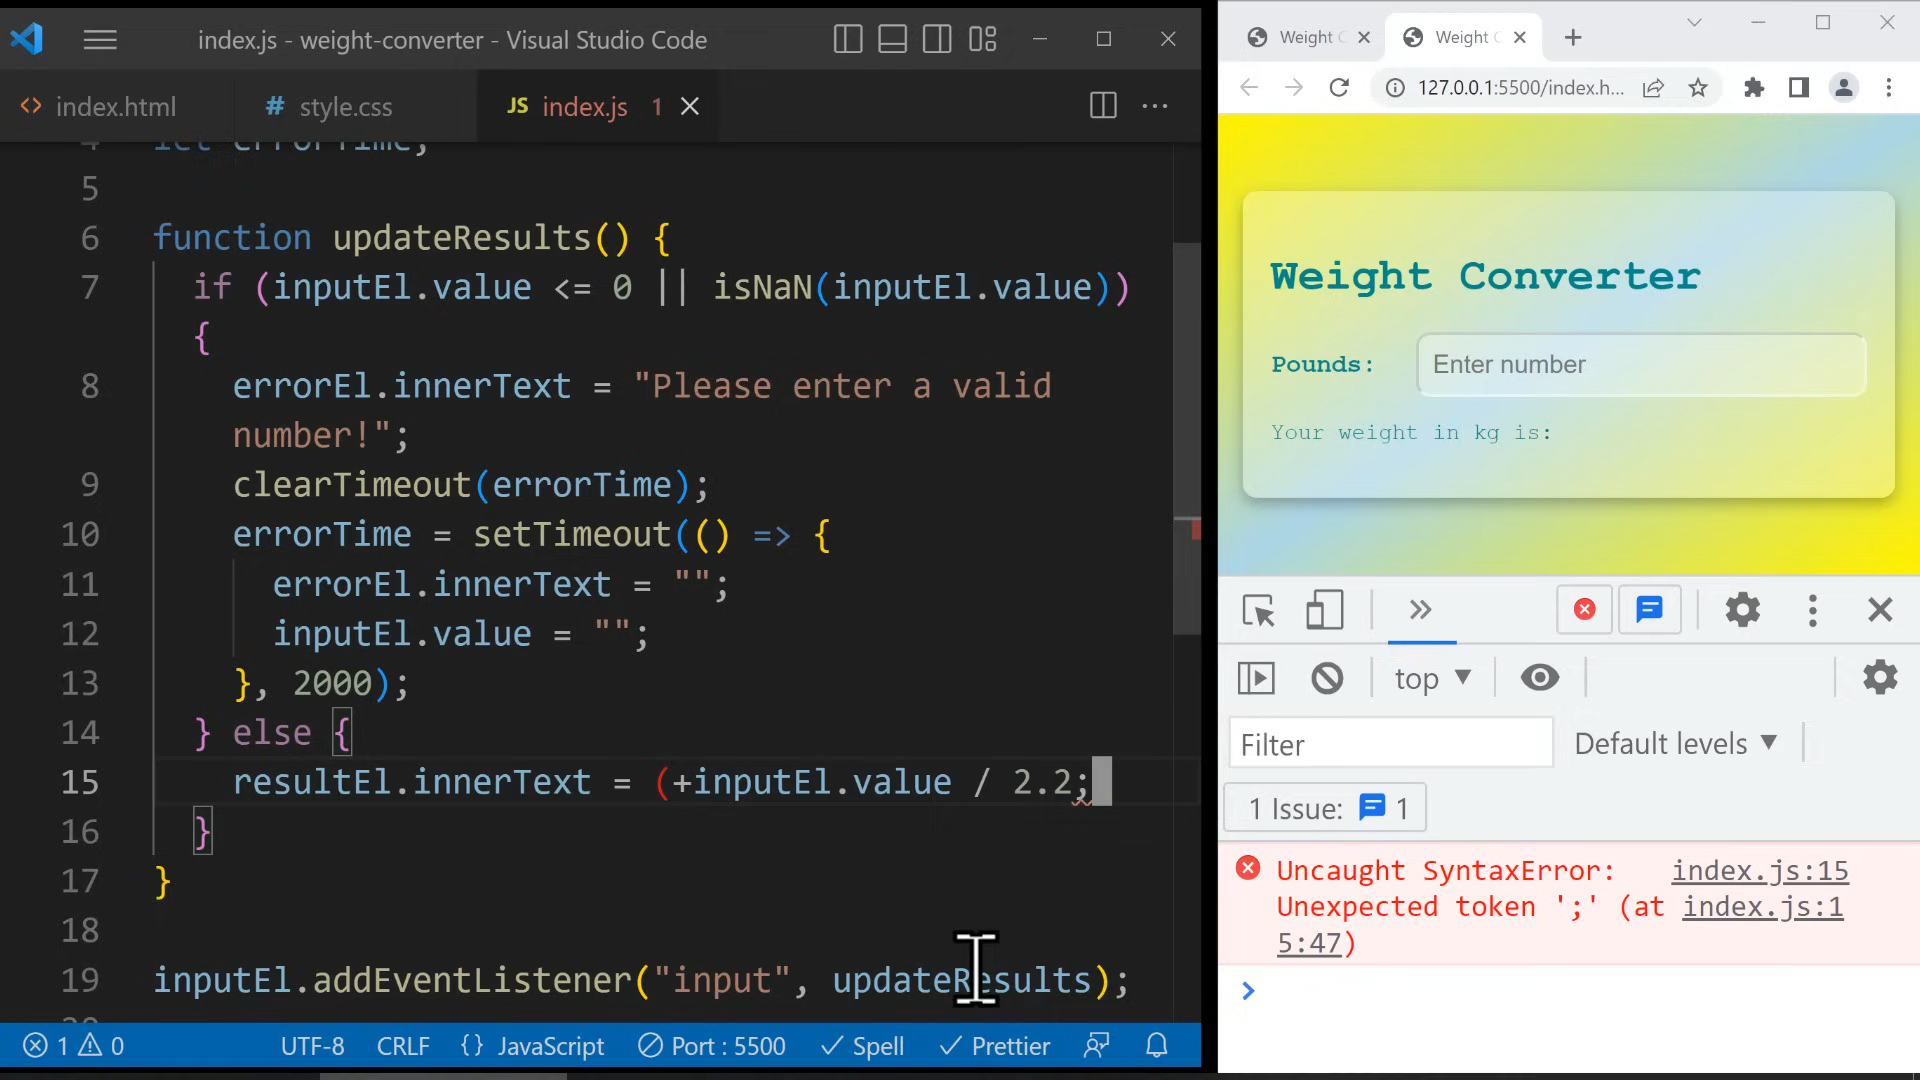 index.js - weight-converter - Visual Studio Code
index.html
style.css
JS index.js 1
4 let errorTime;
5
6 function updateResults() {
7 if (inputEl.value <= 0 || isNaN(inputEl.value))
{
8 errorEl.innerText = "Please enter a valid
number!";
9 clearTimeout(errorTime);
10 errorTime = setTimeout(() => {
11 errorEl.innerText = "";
12 inputEl.value = "";
13 }, 2000);
14 } else {
15 resultEl.innerText = (+inputEl.value / 2.2;
16 }
17 }
18
19 inputEl.addEventListener("input", updateResults);
1 0 UTF-8 CRLF {} JavaScript Port : 5500 Spell Prettier
Weight
Weight
127.0.0.1:5500/index.h...
Weight Converter
Pounds: Enter number
Your weight in kg is:
top
Filter Default levels
1 Issue: 1
Uncaught SyntaxError: index.js:15
Unexpected token ';' (at index.js:1
5:47)